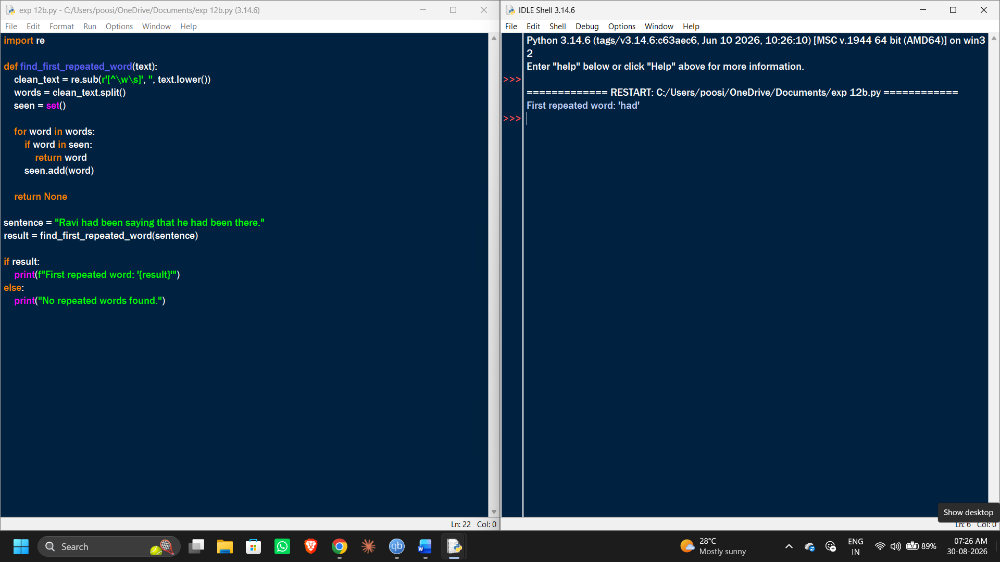 exp 12b.py - C:/Users/poosi/OneDrive/Documents/exp 12b.py (3.14.6)
File Edit Format Run Options Window Help
import re
def find_first_repeated_word(text):
    clean_text = re.sub(r'[^\w\s]', '', text.lower())
    words = clean_text.split()
    seen = set()
    for word in words:
        if word in seen:
            return word
        seen.add(word)
    return None
sentence = "Ravi had been saying that he had been there."
result = find_first_repeated_word(sentence)
if result:
    print(f"First repeated word: '{result}'")
else:
    print("No repeated words found.")
Ln: 22 Col: 0
IDLE Shell 3.14.6
File Edit Shell Debug Options Window Help
Python 3.14.6 (tags/v3.14.6:c63aec6, Jun 10 2026, 10:26:10) [MSC v.1944 64 bit (AMD64)] on win3
2
Enter "help" below or click "Help" above for more information.
>>>
============= RESTART: C:/Users/poosi/OneDrive/Documents/exp 12b.py ============
First repeated word: 'had'
>>>
Show desktop
Ln: 6 Col: 0
Search
qb
W
28°C
Mostly sunny
ENG
IN
89%
07:26 AM
30-08-2026